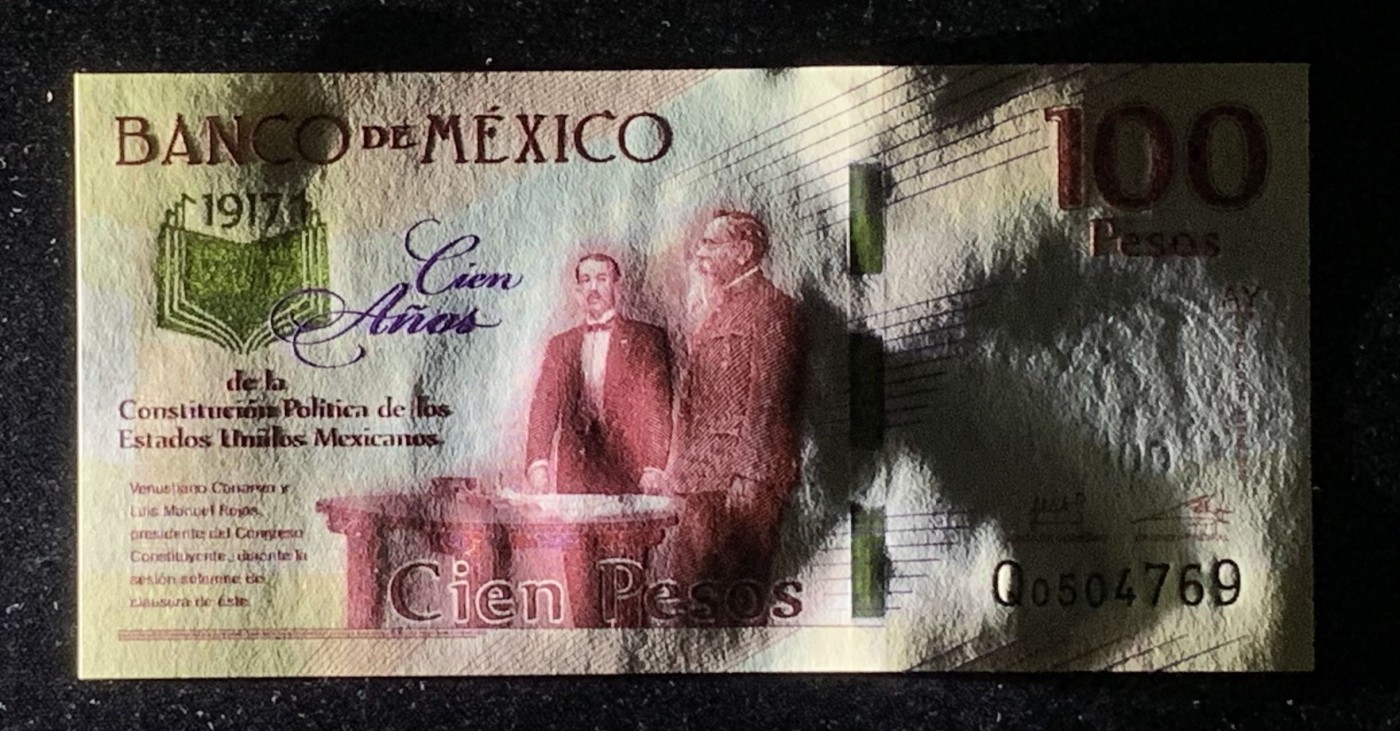 BANCO DE MÉXICO
100
Pesos
1917
Cien
Años
de la
Constitución Política de los
Estados Unidos Mexicanos.
Venustiano Carranza y
Luis Manuel Rojas,
presidente del Congreso
Constituyente, durante la
sesión solemne de
clausura de éste.
Cien Pesos
AY
Q0504769